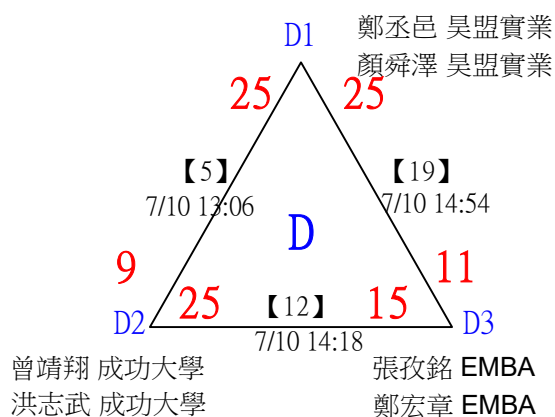 D1
鄭丞邑 昊盟實業
顏舜澤 昊盟實業
25
25
【5】
7/10 13:06
【19】
7/10 14:54
D
9
11
25
15
【12】
7/10 14:18
D2
D3
曾靖翔 成功大學
洪志武 成功大學
張孜銘 EMBA
鄭宏章 EMBA